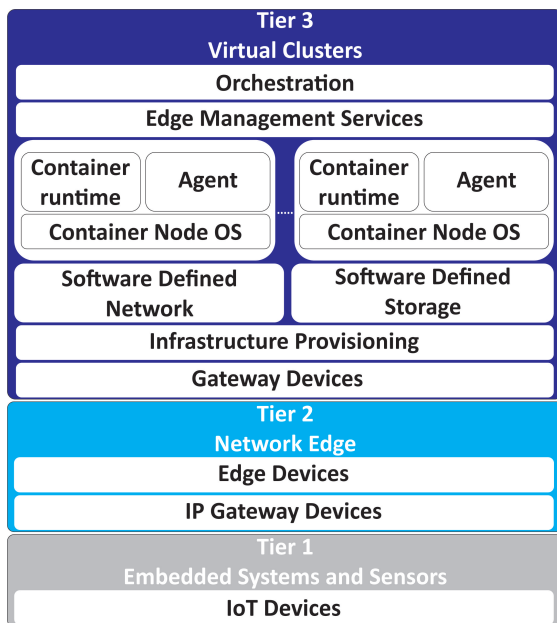 Tier 3
Virtual Clusters
Orchestration
Edge Management Services
Container
runtime
Agent
Container Node OS
.....
Container
runtime
Agent
Container Node OS
Software Defined
Network
Software Defined
Storage
Infrastructure Provisioning
Gateway Devices
Tier 2
Network Edge
Edge Devices
IP Gateway Devices
Tier 1
Embedded Systems and Sensors
IoT Devices